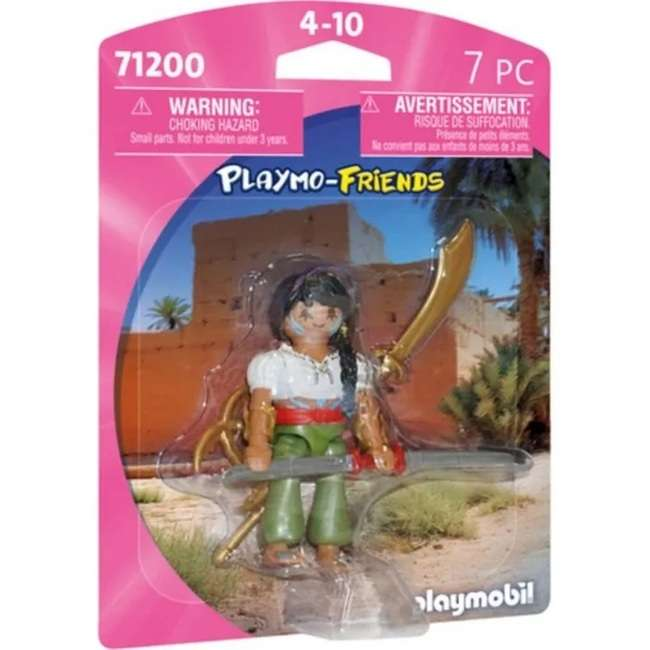 4-10
71200
7 PC
WARNING:
CHOKING HAZARD
Small parts. Not for children under 3 years.
AVERTISSEMENT:
RISQUE DE SUFFOCATION.
Présence de petits éléments.
Ne convient pas aux enfants de moins de 3 ans.
PLAYMO-FRIENDS
playmobil